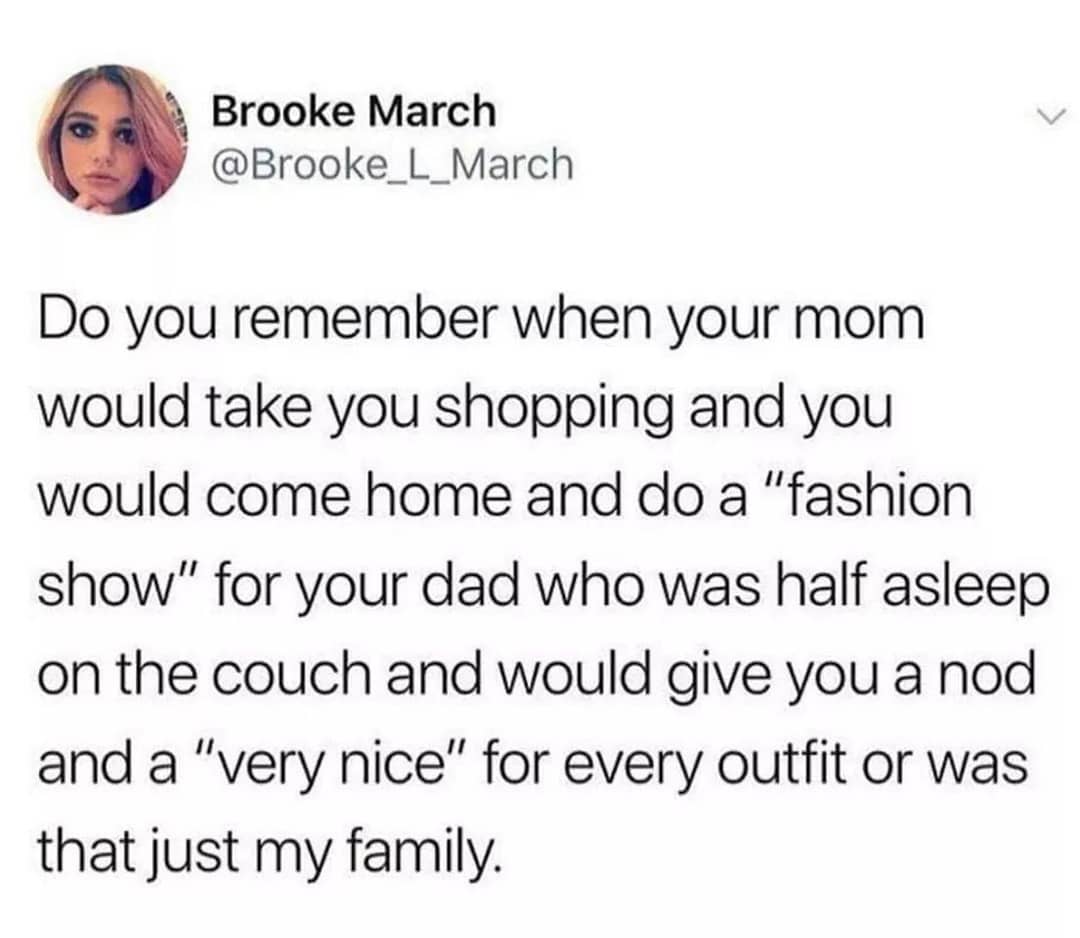 Brooke March
@Brooke_L_March
Do you remember when your mom
would take you shopping and you
would come home and do a "fashion
show" for your dad who was half asleep
on the couch and would give you a nod
and a "very nice" for every outfit or was
that just my family.